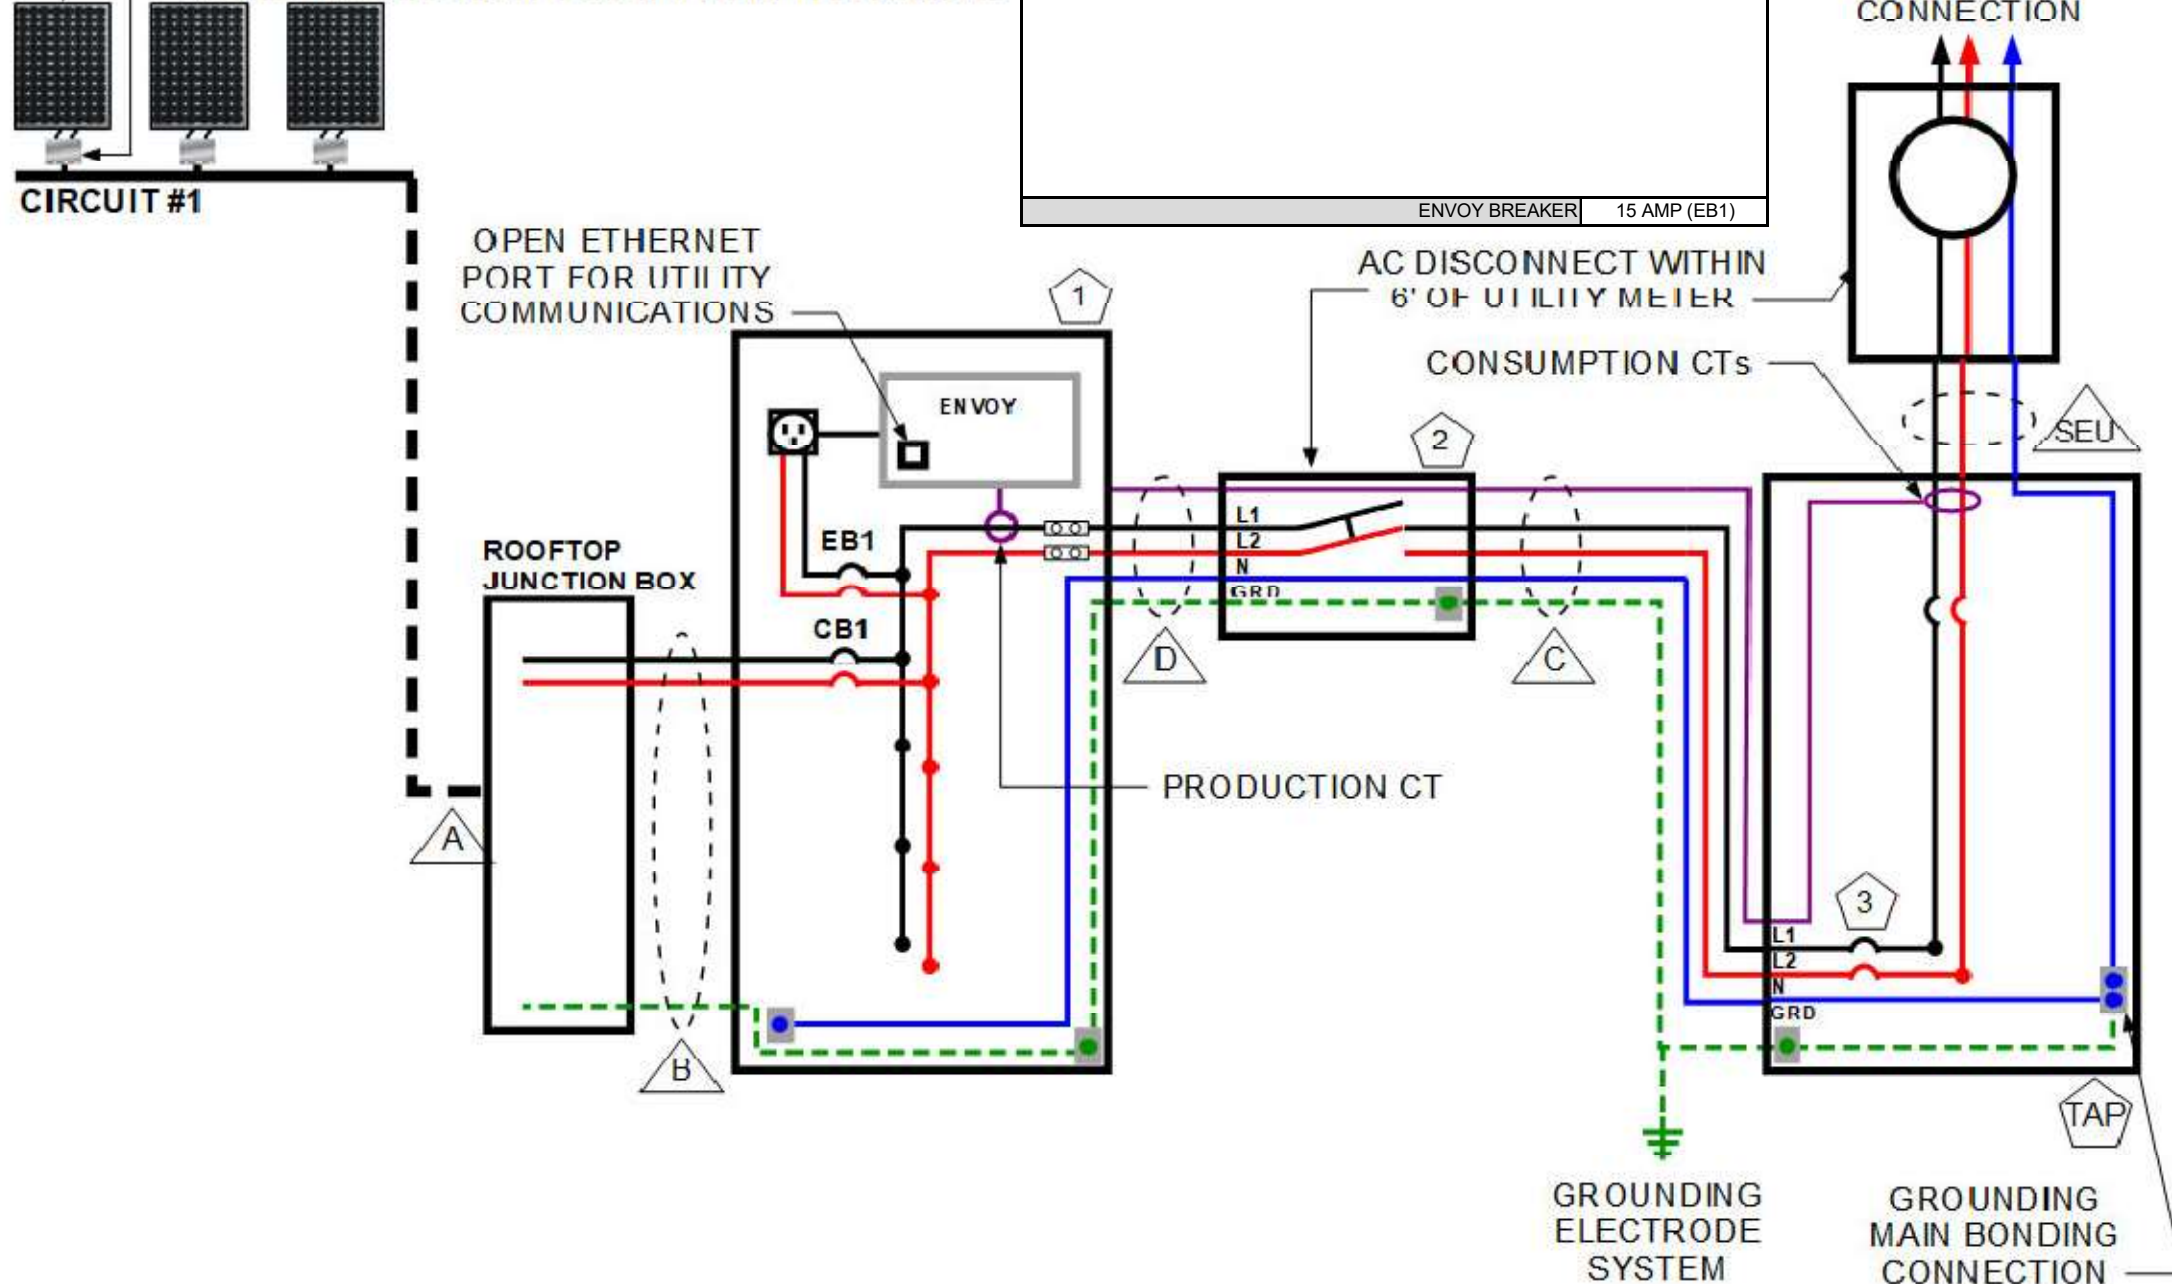 CONNECTION
CIRCUIT #1
ENVOY BREAKER 15 AMP (EB1)
OPEN ETHERNET
PORT FOR UTILITY
COMMUNICATIONS
1
AC DISCONNECT WITHIN
6' OF UTILITY METER
CONSUMPTION CTs
ENVOY
2
SEU
L1
L2
N
GRD
EB1
ROOFTOP
JUNCTION BOX
CB1
D
C
PRODUCTION CT
A
3
L1
L2
N
GRD
B
TAP
GROUNDING
ELECTRODE
SYSTEM
GROUNDING
MAIN BONDING
CONNECTION